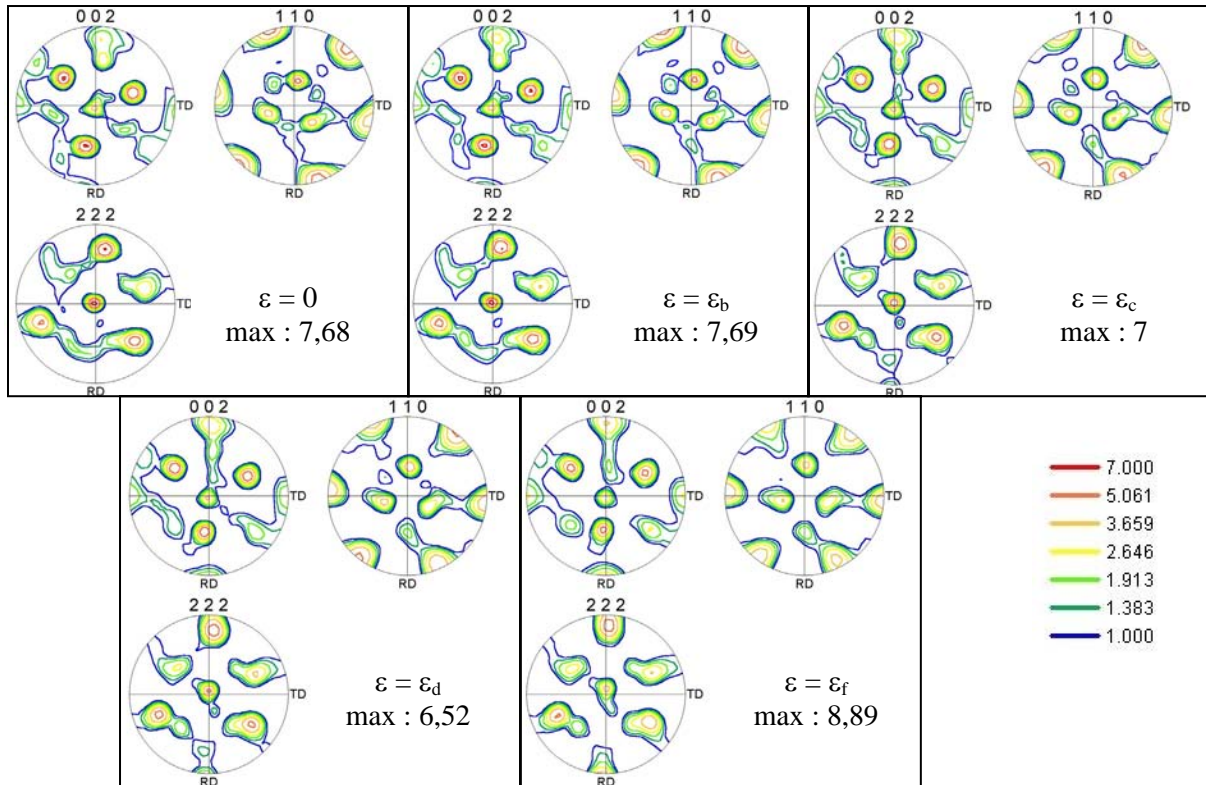 0 0 2
1 1 0
TD
TD
RD
RD
2 2 2
TD
RD
ε = 0
max : 7,68
0 0 2
1 1 0
TD
TD
RD
RD
2 2 2
TD
RD
ε = εb
max : 7,69
0 0 2
1 1 0
TD
TD
RD
RD
2 2 2
TD
RD
ε = εc
max : 7
0 0 2
1 1 0
TD
TD
RD
RD
2 2 2
TD
RD
ε = εd
max : 6,52
0 0 2
1 1 0
TD
TD
RD
RD
2 2 2
TD
RD
ε = εf
max : 8,89
7.000
5.061
3.659
2.646
1.913
1.383
1.000